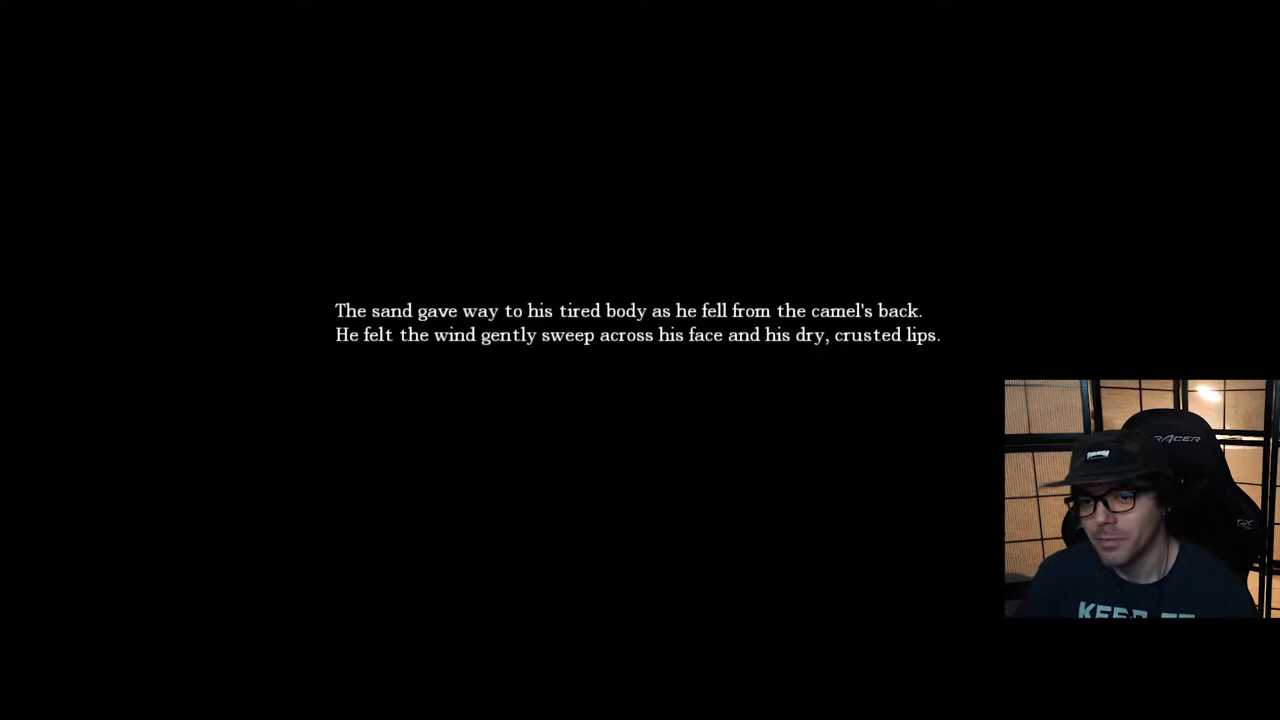 The sand gave way to his tired body as he fell from the camel's back.
He felt the wind gently sweep across his face and his dry, crusted lips.
RACER